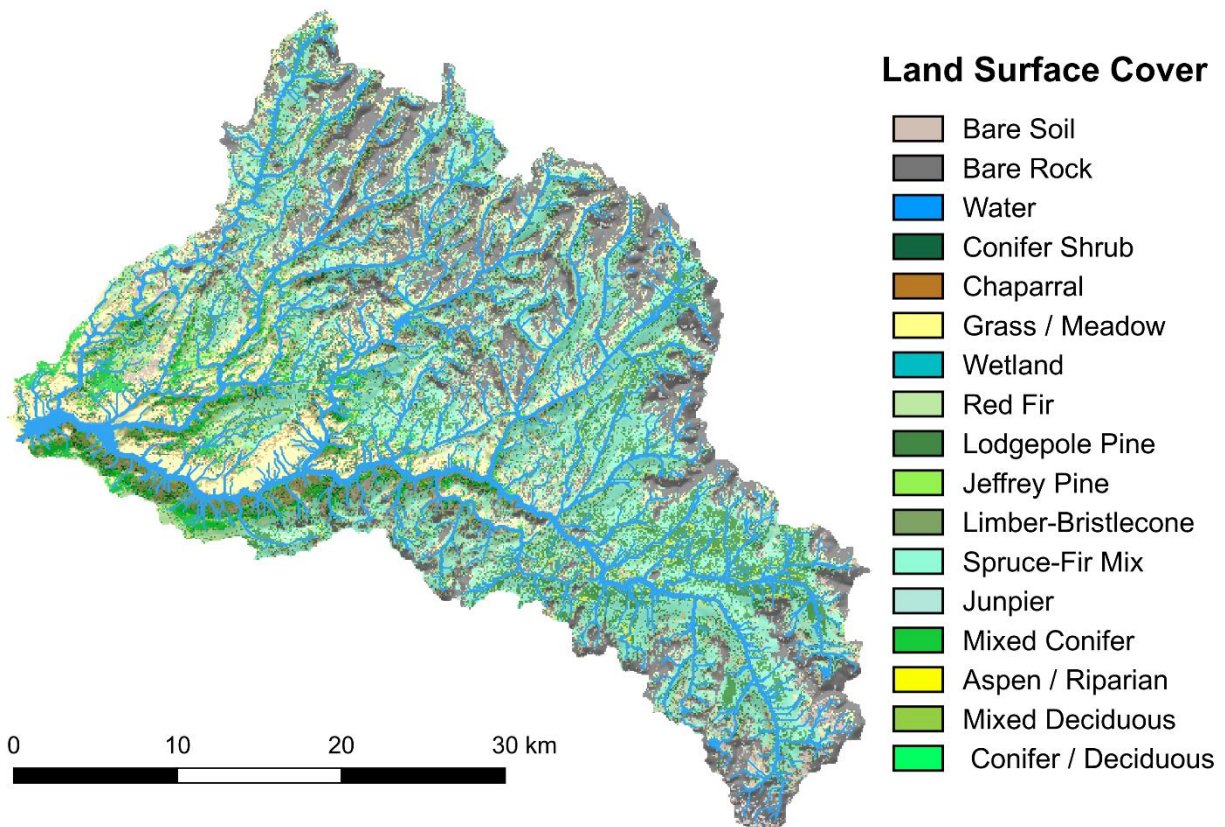 Land Surface Cover
Bare Soil
Bare Rock
Water
Conifer Shrub
Chaparral
Grass / Meadow
Wetland
Red Fir
Lodgepole Pine
Jeffrey Pine
Limber-Bristlecone
Spruce-Fir Mix
Junpier
Mixed Conifer
Aspen / Riparian
Mixed Deciduous
Conifer / Deciduous
0 10 20 30 km